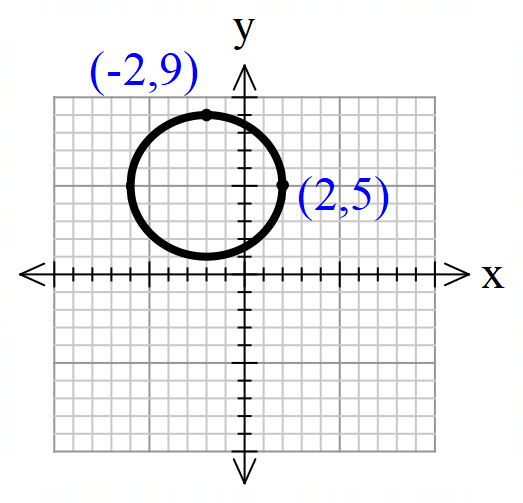 y
(-2,9)
(2,5)
x